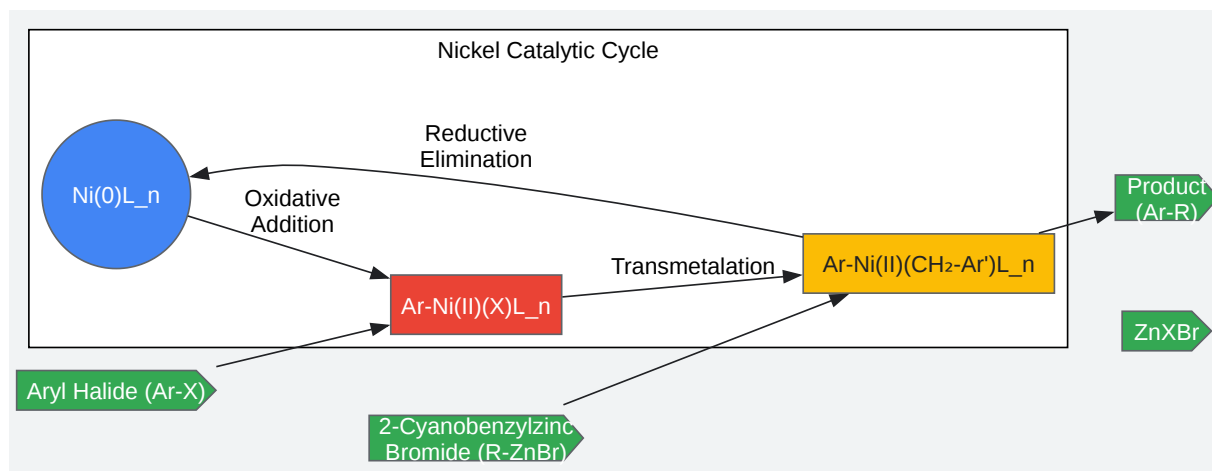 Nickel Catalytic Cycle
Reductive
Elimination
Ni(0)L_n
Oxidative
Addition
Product
(Ar-R)
Transmetalation
Ar-Ni(II)(CH₂-Ar')L_n
Ar-Ni(II)(X)L_n
ZnXBr
Aryl Halide (Ar-X)
2-Cyanobenzylzinc
Bromide (R-ZnBr)